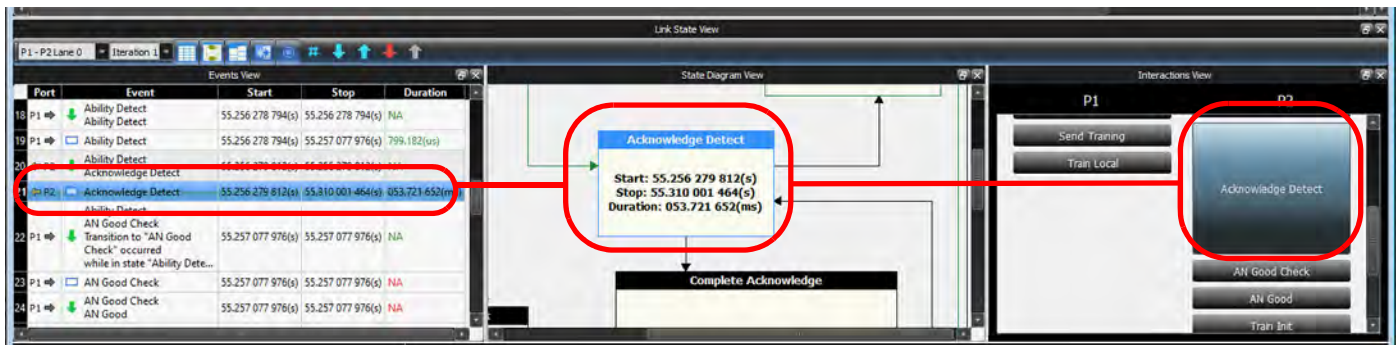 Link State View
P1 - P2 Lane 0
Iteration 1
Events View
Port Event Start Stop Duration
18 P1 Ability Detect
Ability Detect
55.256 278 794(s) 55.256 278 794(s) NA
19 P1 Ability Detect 55.256 278 794(s) 55.257 077 976(s) 799.182(us)
20 Ability Detect
Acknowledge Detect
21 P2 Acknowledge Detect 55.256 279 812(s) 55.310 001 464(s) 053.721 652(m
Ability Detect
AN Good Check
22 P1 Transition to "AN Good 55.257 077 976(s) 55.257 077 976(s) NA
Check" occurred
while in state "Ability Dete...
23 P1 AN Good Check 55.257 077 976(s) 55.257 077 976(s) NA
24 P1 AN Good Check
AN Good
55.257 077 976(s) 55.257 077 976(s) NA
State Diagram View
Acknowledge Detect
Start: 55.256 279 812(s)
Stop: 55.310 001 464(s)
Duration: 053.721 652(ms)
Complete Acknowledge
Interactions View
P1 P2
Send Training
Train Local
Acknowledge Detect
AN Good Check
AN Good
Train Init